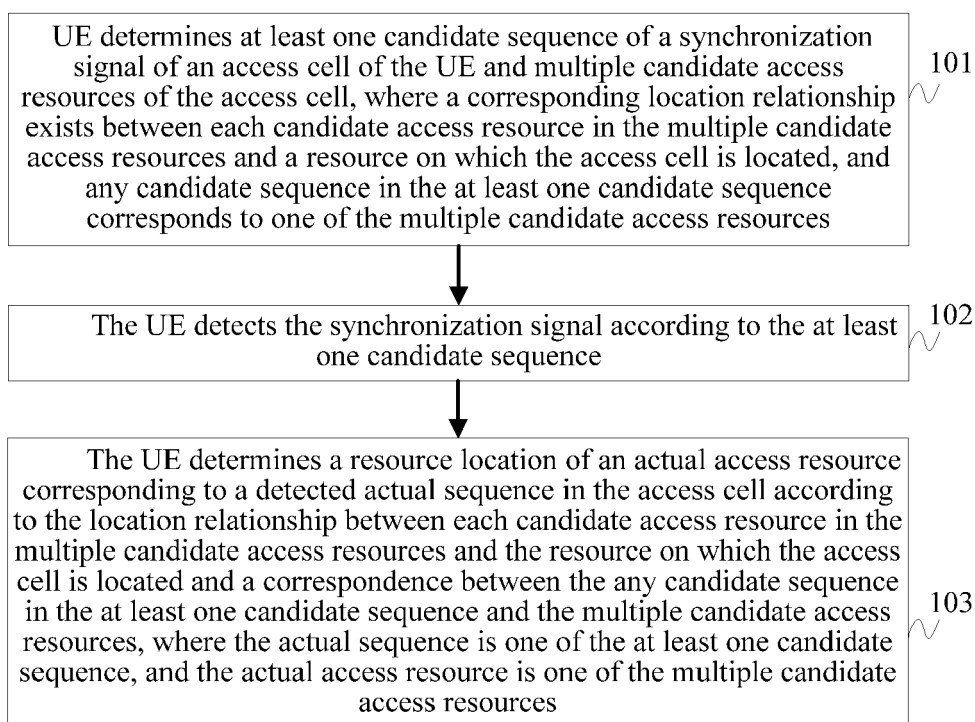 UE determines at least one candidate sequence of a synchronization
signal of an access cell of the UE and multiple candidate access
resources of the access cell, where a corresponding location relationship
exists between each candidate access resource in the multiple candidate
access resources and a resource on which the access cell is located, and
any candidate sequence in the at least one candidate sequence
corresponds to one of the multiple candidate access resources
101
The UE detects the synchronization signal according to the at least
one candidate sequence
102
The UE determines a resource location of an actual access resource
corresponding to a detected actual sequence in the access cell according
to the location relationship between each candidate access resource in the
multiple candidate access resources and the resource on which the access
cell is located and a correspondence between the any candidate sequence
in the at least one candidate sequence and the multiple candidate access
resources, where the actual sequence is one of the at least one candidate
sequence, and the actual access resource is one of the multiple candidate
access resources
103